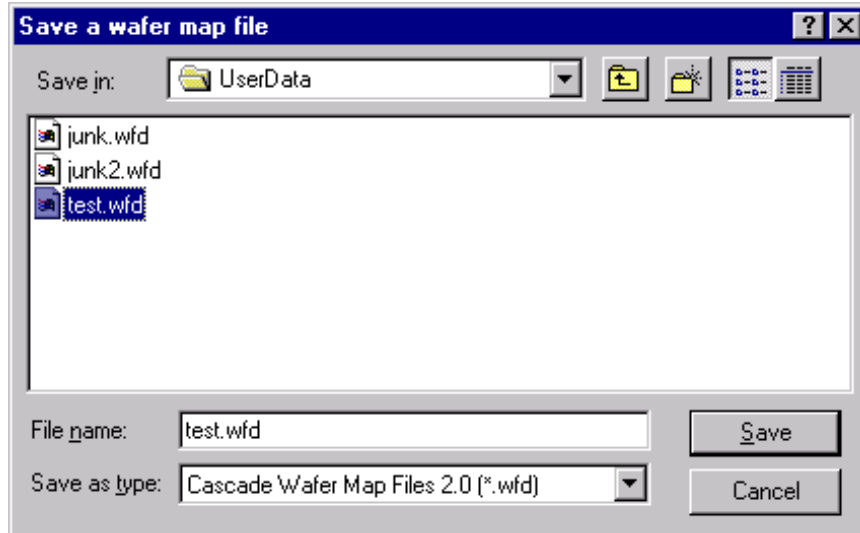 Save a wafer map file
Save in: UserData
junk.wfd
junk2.wfd
test.wfd
File name: test.wfd Save
Save as type: Cascade Wafer Map Files 2.0 (*.wfd) Cancel